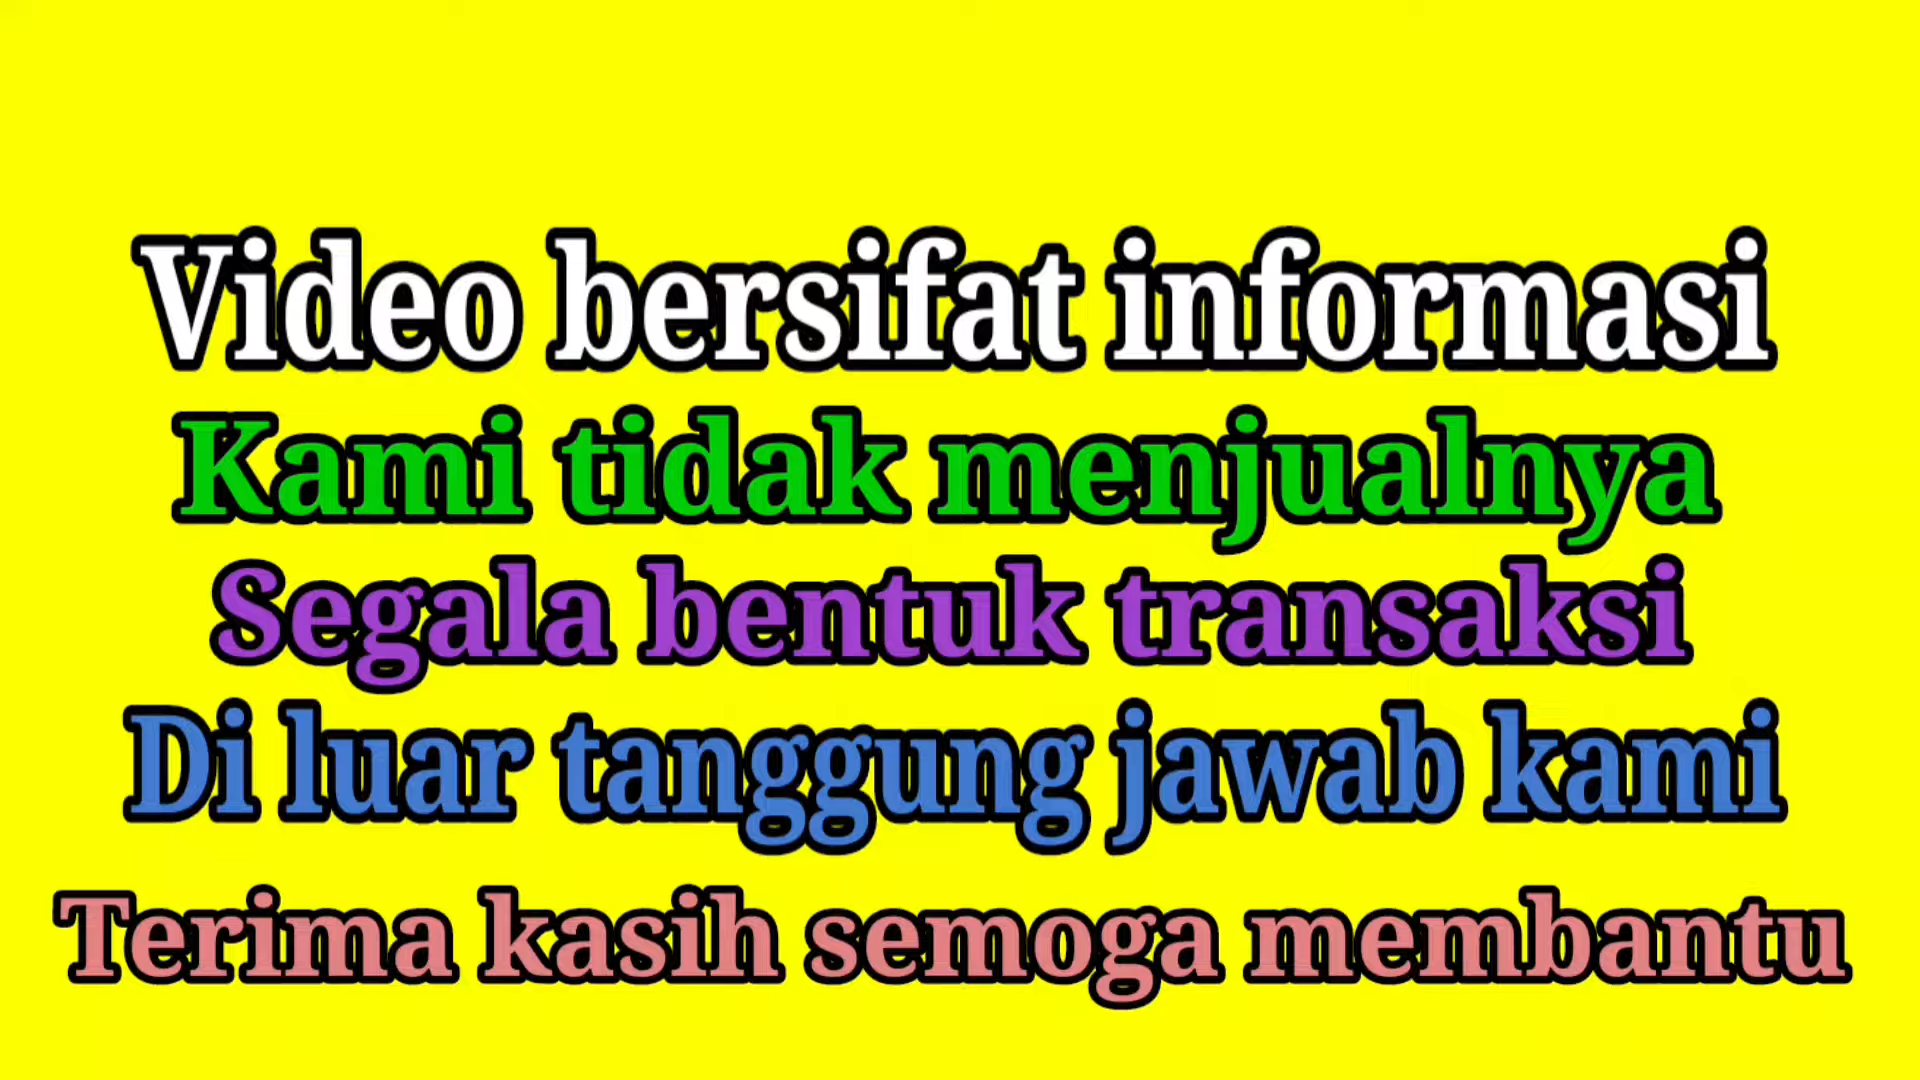 Video bersifat informasi
Kami tidak menjualnya
Segala bentuk transaksi
Di luar tanggung jawab kami
Terima kasih semoga membantu